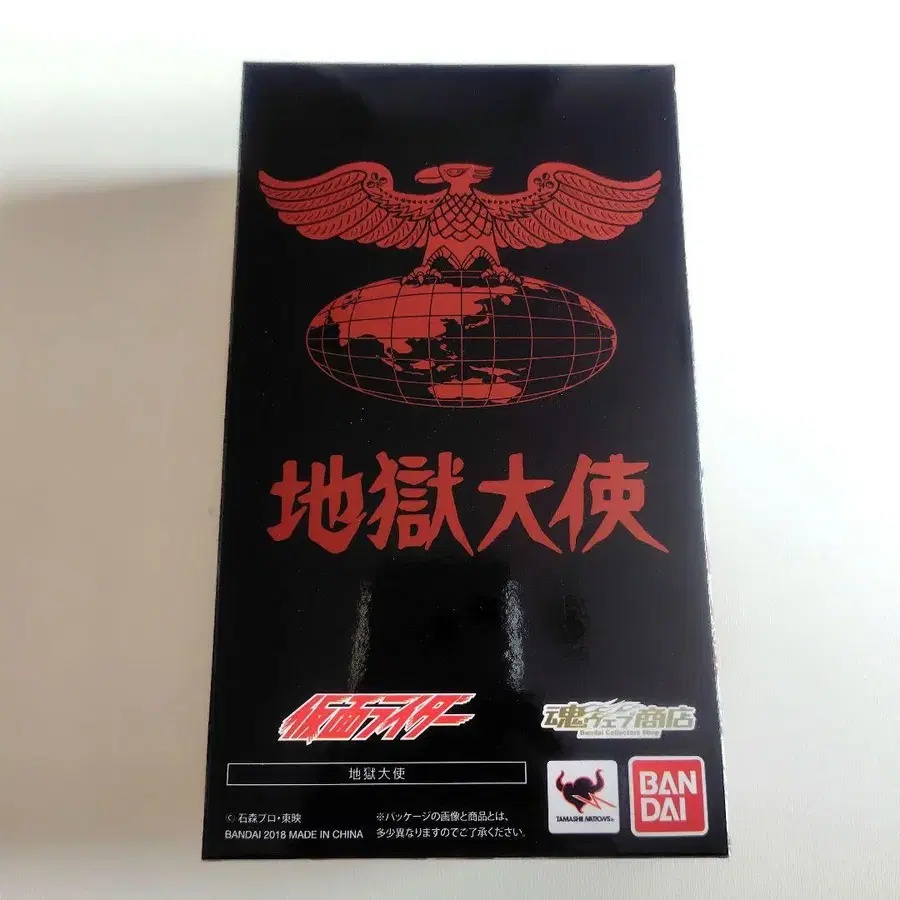 地獄大使
仮面ライダー
魂ウェブ商店
Bandai Collectors Shop
地獄大使
© 石森プロ・東映
BANDAI 2018 MADE IN CHINA
※パッケージの画像と商品とは、
多少異なりますのでご了承ください。
TAMASHII NATIONS®
BAN
DAI